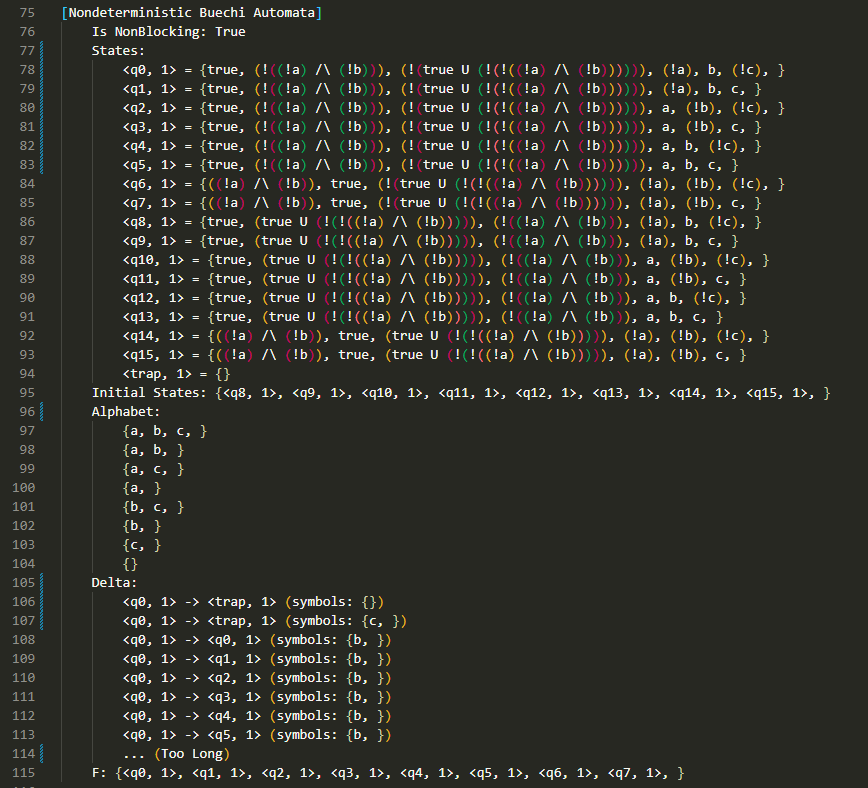 75 [Nondeterministic Buechi Automata]
76 Is NonBlocking: True
77 States:
78 <q0, 1> = {true, (!((!a) /\ (!b))), (!(true U (!(!((!a) /\ (!b)))))), (!a), b, (!c), }
79 <q1, 1> = {true, (!((!a) /\ (!b))), (!(true U (!(!((!a) /\ (!b)))))), (!a), b, c, }
80 <q2, 1> = {true, (!((!a) /\ (!b))), (!(true U (!(!((!a) /\ (!b)))))), a, (!b), (!c), }
81 <q3, 1> = {true, (!((!a) /\ (!b))), (!(true U (!(!((!a) /\ (!b)))))), a, (!b), c, }
82 <q4, 1> = {true, (!((!a) /\ (!b))), (!(true U (!(!((!a) /\ (!b)))))), a, b, (!c), }
83 <q5, 1> = {true, (!((!a) /\ (!b))), (!(true U (!(!((!a) /\ (!b)))))), a, b, c, }
84 <q6, 1> = {((!a) /\ (!b)), true, (!(true U (!(!((!a) /\ (!b)))))), (!a), (!b), (!c), }
85 <q7, 1> = {((!a) /\ (!b)), true, (!(true U (!(!((!a) /\ (!b)))))), (!a), (!b), c, }
86 <q8, 1> = {true, (true U (!(!((!a) /\ (!b))))), (!((!a) /\ (!b))), (!a), b, (!c), }
87 <q9, 1> = {true, (true U (!(!((!a) /\ (!b))))), (!((!a) /\ (!b))), (!a), b, c, }
88 <q10, 1> = {true, (true U (!(!((!a) /\ (!b))))), (!((!a) /\ (!b))), a, (!b), (!c), }
89 <q11, 1> = {true, (true U (!(!((!a) /\ (!b))))), (!((!a) /\ (!b))), a, (!b), c, }
90 <q12, 1> = {true, (true U (!(!((!a) /\ (!b))))), (!((!a) /\ (!b))), a, b, (!c), }
91 <q13, 1> = {true, (true U (!(!((!a) /\ (!b))))), (!((!a) /\ (!b))), a, b, c, }
92 <q14, 1> = {((!a) /\ (!b)), true, (true U (!(!((!a) /\ (!b))))), (!a), (!b), (!c), }
93 <q15, 1> = {((!a) /\ (!b)), true, (true U (!(!((!a) /\ (!b))))), (!a), (!b), c, }
94 <trap, 1> = {}
95 Initial States: {<q8, 1>, <q9, 1>, <q10, 1>, <q11, 1>, <q12, 1>, <q13, 1>, <q14, 1>, <q15, 1>, }
96 Alphabet:
97 {a, b, c, }
98 {a, b, }
99 {a, c, }
100 {a, }
101 {b, c, }
102 {b, }
103 {c, }
104 {}
105 Delta:
106 <q0, 1> -> <trap, 1> (symbols: {})
107 <q0, 1> -> <trap, 1> (symbols: {c, })
108 <q0, 1> -> <q0, 1> (symbols: {b, })
109 <q0, 1> -> <q1, 1> (symbols: {b, })
110 <q0, 1> -> <q2, 1> (symbols: {b, })
111 <q0, 1> -> <q3, 1> (symbols: {b, })
112 <q0, 1> -> <q4, 1> (symbols: {b, })
113 <q0, 1> -> <q5, 1> (symbols: {b, })
114 ... (Too Long)
115 F: {<q0, 1>, <q1, 1>, <q2, 1>, <q3, 1>, <q4, 1>, <q5, 1>, <q6, 1>, <q7, 1>, }